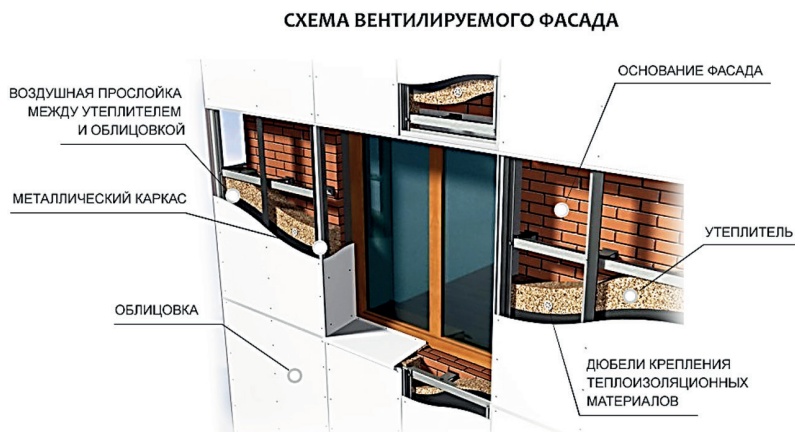 СХЕМА ВЕНТИЛИРУЕМОГО ФАСАДА
ВОЗДУШНАЯ ПРОСЛОЙКА
МЕЖДУ УТЕПЛИТЕЛЕМ
И ОБЛИЦОВКОЙ
МЕТАЛЛИЧЕСКИЙ КАРКАС
ОБЛИЦОВКА
ОСНОВАНИЕ ФАСАДА
УТЕПЛИТЕЛЬ
ДЮБЕЛИ КРЕПЛЕНИЯ
ТЕПЛОИЗОЛЯЦИОННЫХ
МАТЕРИАЛОВ